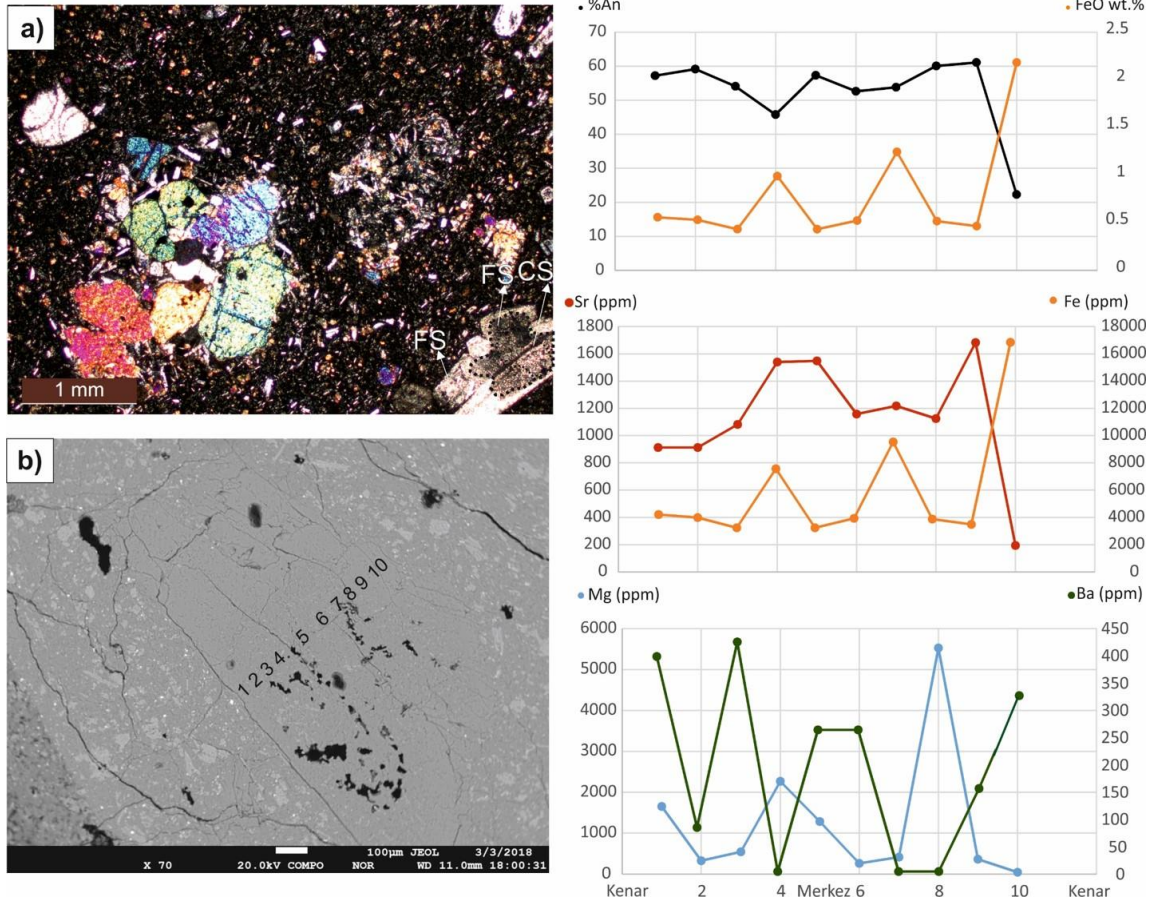 a)
FS CS
FS
1 mm
b)
1 2 3 4 5 6 7 8 9 10
100µm JEOL 3/3/2018
X 70 20.0kV COMPO NOR WD 11.0mm 18:00:31
%An FeO wt.%
70 2.5
60 2
50 1.5
40
30 1
20 0.5
10
0 0
Sr (ppm) Fe (ppm)
1800 18000
1600 16000
1400 14000
1200 12000
1000 10000
800 8000
600 6000
400 4000
200 2000
0 0
Mg (ppm) Ba (ppm)
6000 450
5000 400
4000 350
3000 300
2000 250
1000 200
0 150
100
50
0
Kenar 2 4 Merkez 6 8 10 Kenar